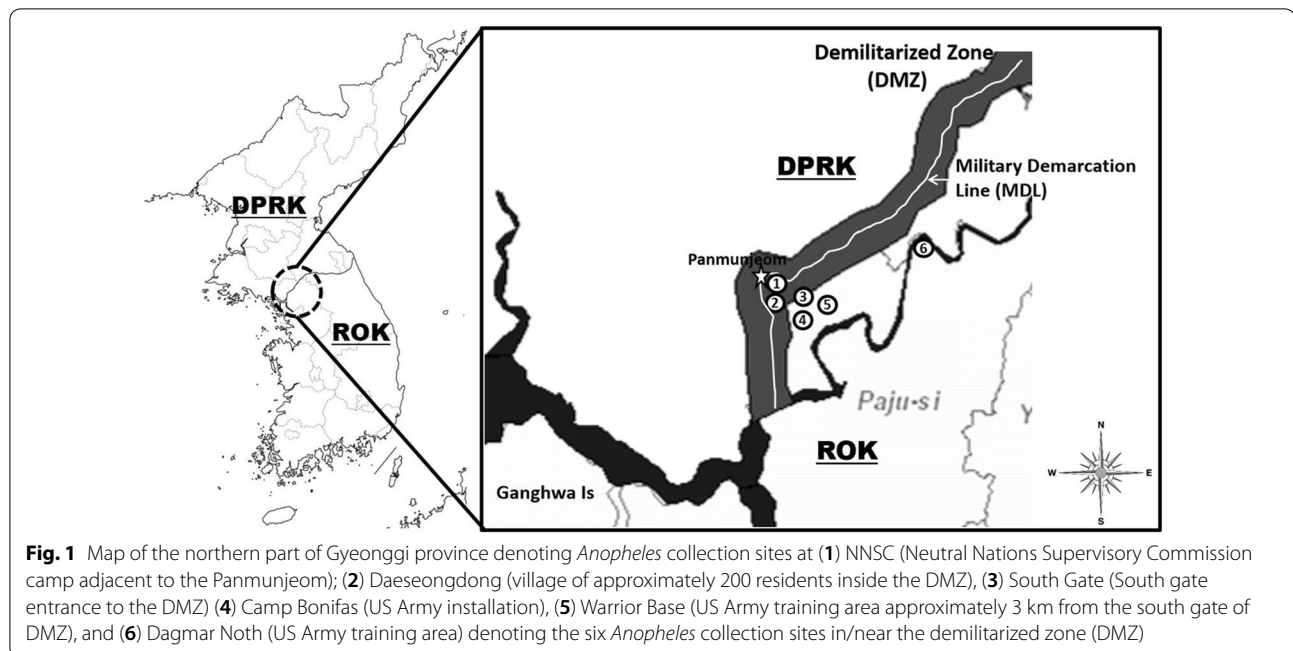 DPRK
ROK
Demilitarized Zone
(DMZ)
DPRK
Military Demarcation
Line (MDL)
Panmunjeom
1
2
3
4
5
6
Paju-si
Y
ROK
Ganghwa Is
N
W
E
S
Fig. 1 Map of the northern part of Gyeonggi province denoting Anopheles collection sites at (1) NNSC (Neutral Nations Supervisory Commission
camp adjacent to the Panmunjeom); (2) Daeseongdong (village of approximately 200 residents inside the DMZ), (3) South Gate (South gate
entrance to the DMZ) (4) Camp Bonifas (US Army installation), (5) Warrior Base (US Army training area approximately 3 km from the south gate of
DMZ), and (6) Dagmar Noth (US Army training area) denoting the six Anopheles collection sites in/near the demilitarized zone (DMZ)